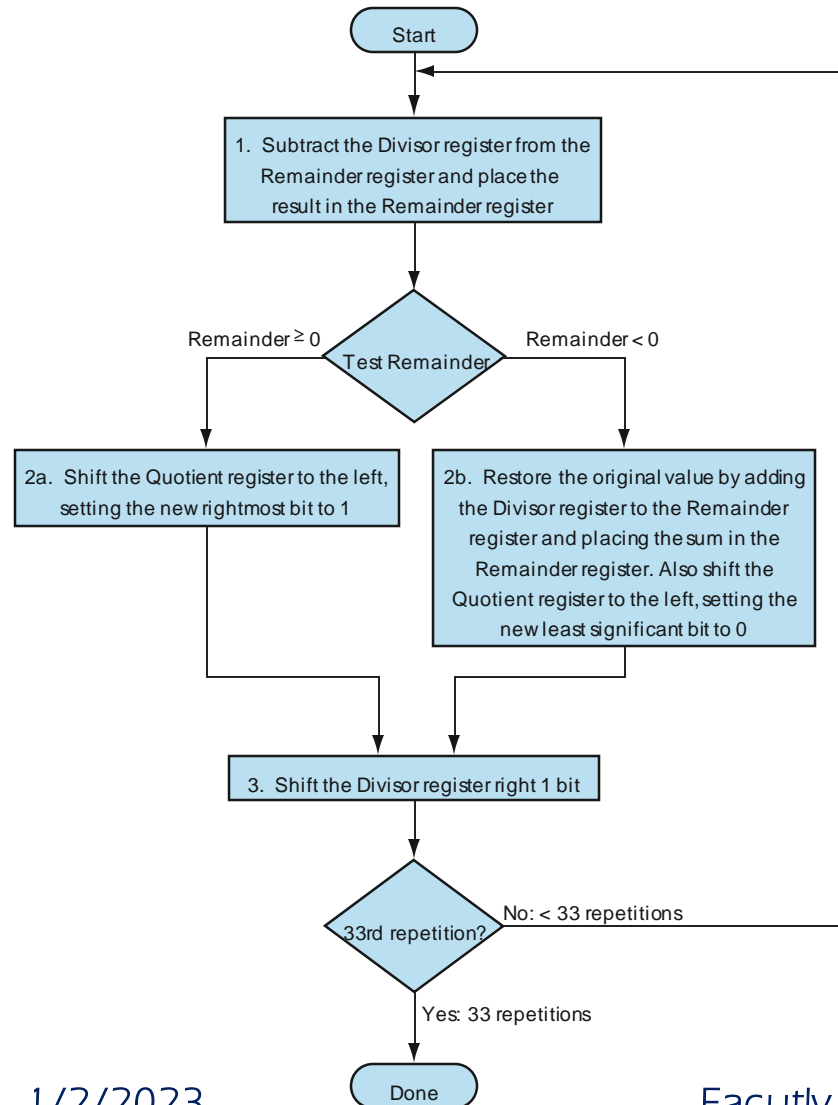 Start
1. Subtract the Divisor register from the
Remainder register and place the
result in the Remainder register
Remainder ≥ 0
Remainder < 0
Test Remainder
2a. Shift the Quotient register to the left,
setting the new rightmost bit to 1
2b. Restore the original value by adding
the Divisor register to the Remainder
register and placing the sum in the
Remainder register. Also shift the
Quotient register to the left, setting the
new least significant bit to 0
3. Shift the Divisor register right 1 bit
No: < 33 repetitions
33rd repetition?
Yes: 33 repetitions
Done
1/2/2023
Facutly